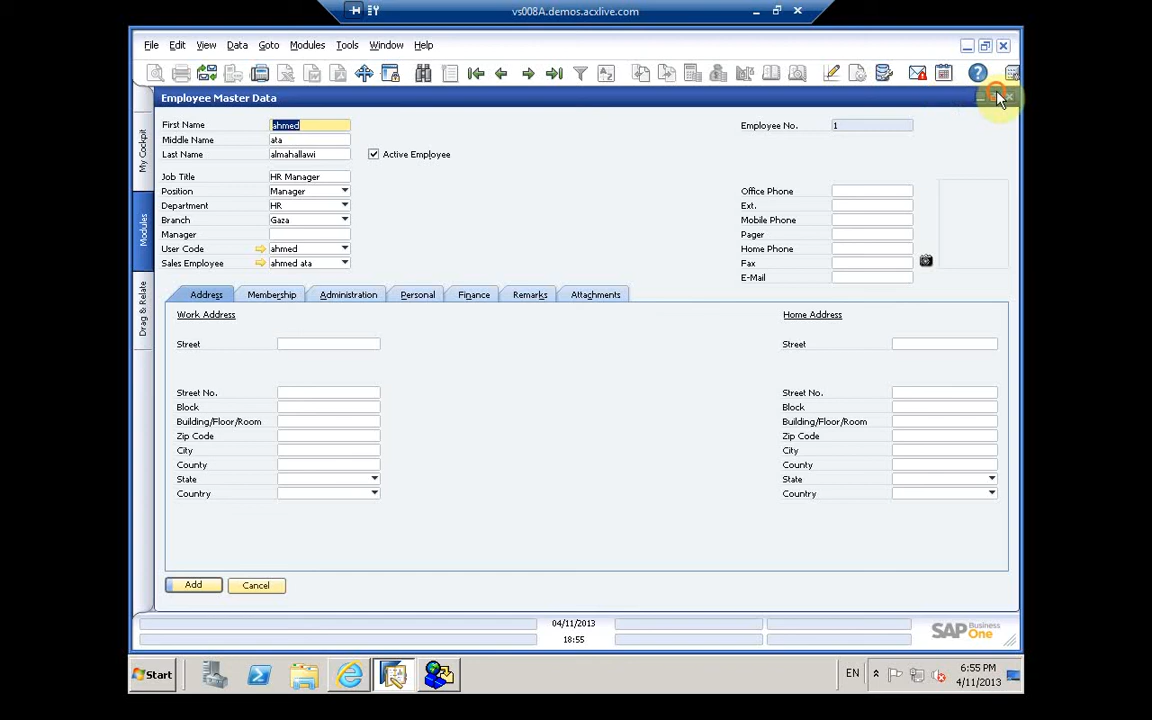 vs008A.demos.acxlive.com
File Edit View Data Goto Modules Tools Window Help
Employee Master Data
First Name ahmed Employee No. 1
Middle Name ata
Last Name almahallawi Active Employee
Job Title HR Manager
Position Manager Office Phone
Department HR Ext.
Branch Gaza Mobile Phone
Manager Pager
User Code ahmed Home Phone
Sales Employee ahmed ata Fax
E-Mail
My Cockpit
Modules
Drag & Relate
Address Membership Administration Personal Finance Remarks Attachments
Work Address Home Address
Street Street
Street No. Street No.
Block Block
Building/Floor/Room Building/Floor/Room
Zip Code Zip Code
City City
County County
State State
Country Country
Add Cancel
04/11/2013
18:55
SAP Business One
Start EN 6:55 PM
4/11/2013